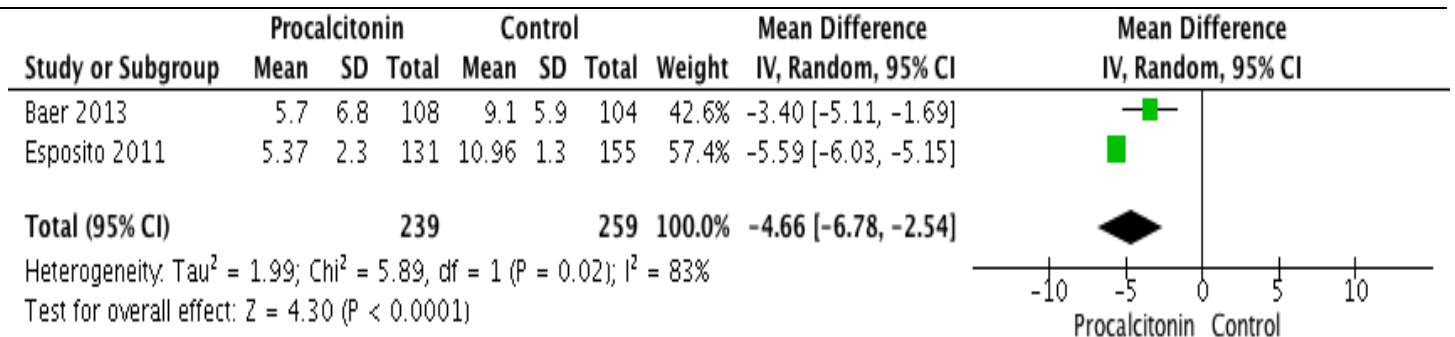 Procalcitonin Control Mean Difference Mean Difference
Study or Subgroup Mean SD Total Mean SD Total Weight IV, Random, 95% CI IV, Random, 95% CI
Baer 2013 5.7 6.8 108 9.1 5.9 104 42.6% −3.40 [−5.11, −1.69]
Esposito 2011 5.37 2.3 131 10.96 1.3 155 57.4% −5.59 [−6.03, −5.15]
Total (95% CI) 239 259 100.0% −4.66 [−6.78, −2.54]
Heterogeneity: Tau² = 1.99; Chi² = 5.89, df = 1 (P = 0.02); I² = 83%
Test for overall effect: Z = 4.30 (P < 0.0001)
−10 −5 0 5 10
Procalcitonin Control